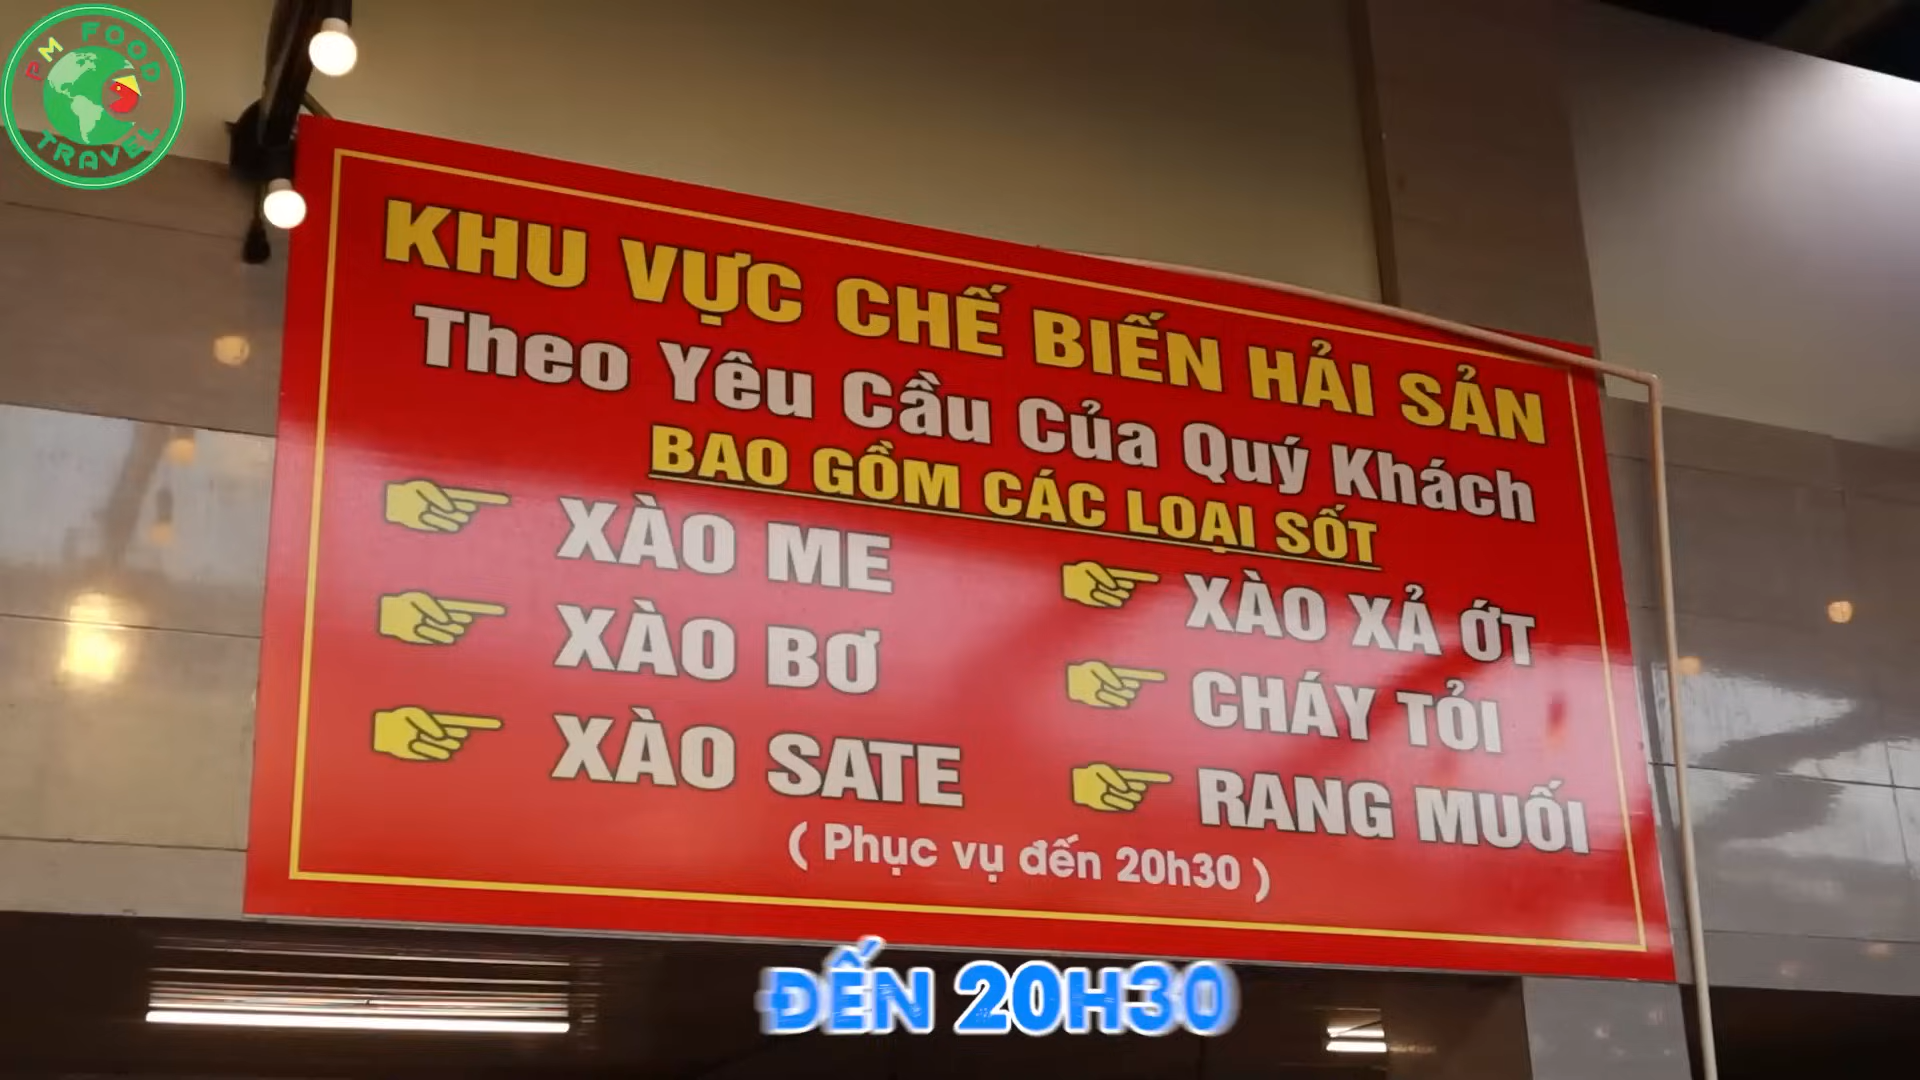 PM FOOD
TRAVEL
KHU VỰC CHẾ BIẾN HẢI SẢN
Theo Yêu Cầu Của Quý Khách
BAO GỒM CÁC LOẠI SỐT
XÀO ME
XÀO BƠ
XÀO SATE
XÀO XẢ ỚT
CHÁY TỎI
RANG MUỐI
( Phục vụ đến 20h30 )
ĐẾN 20H30